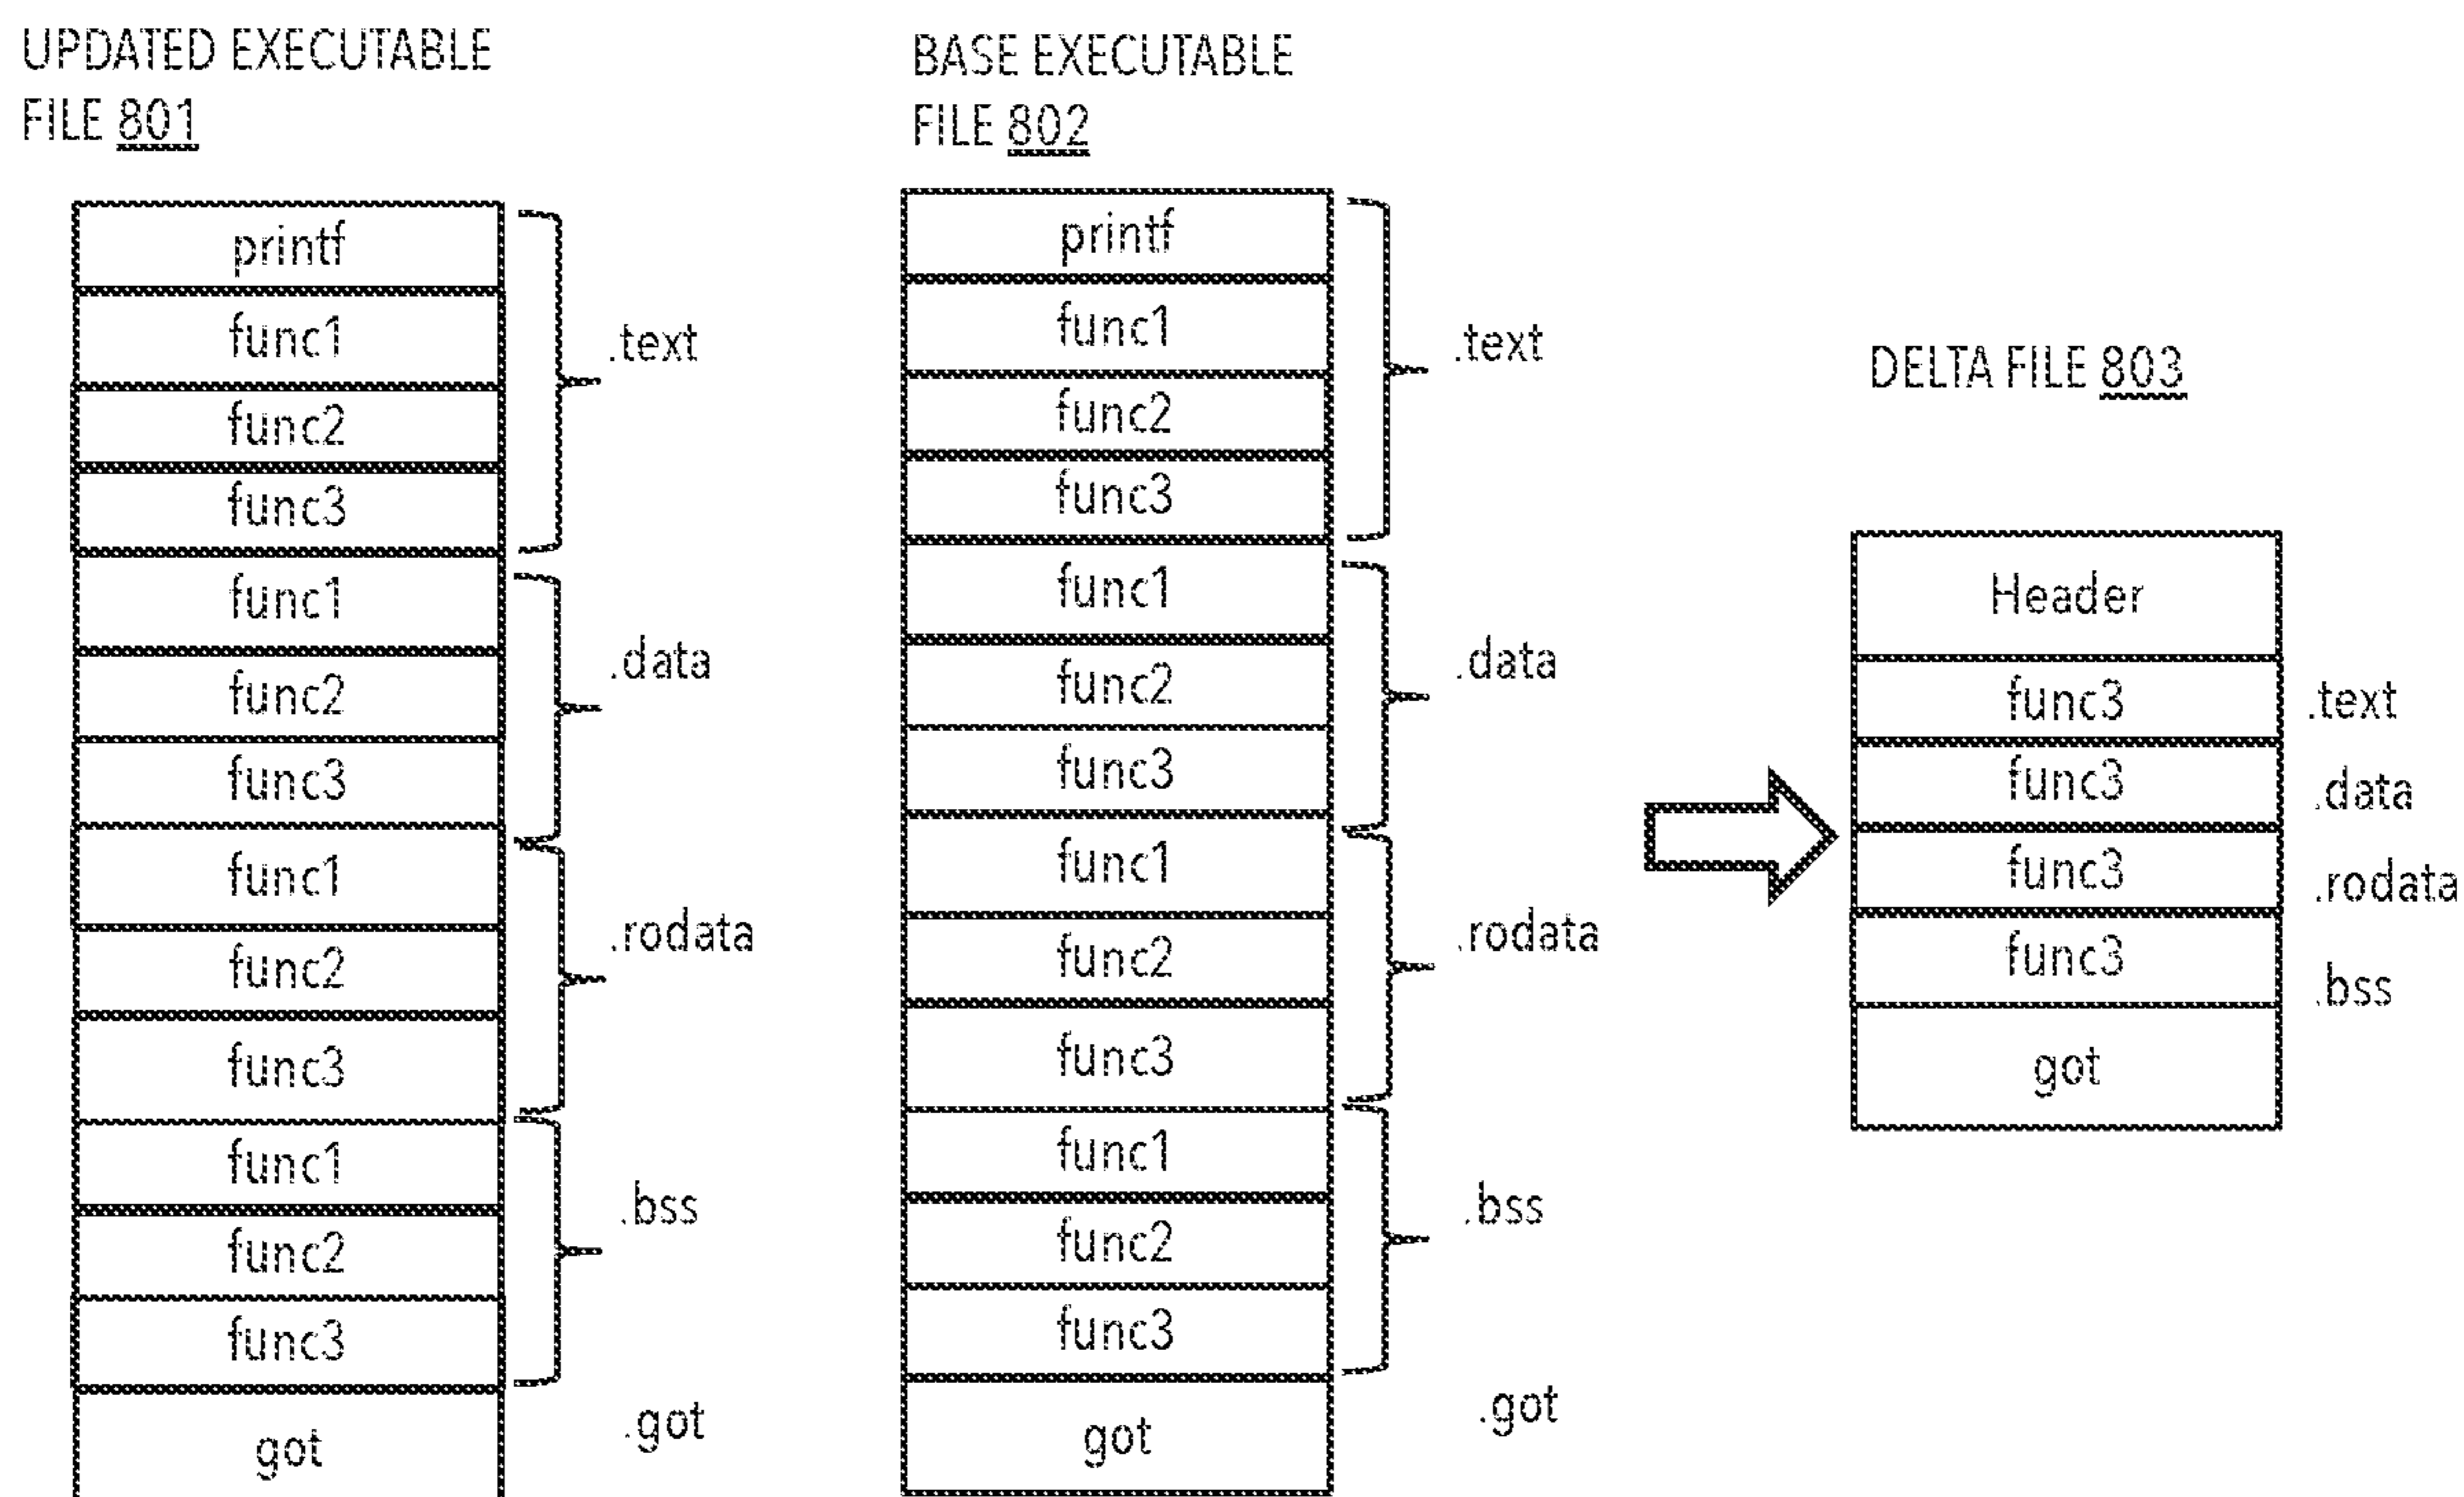 UPDATED EXECUTABLE
FILE 801
printf
func1
func2
func3
.text
func1
func2
func3
.data
func1
func2
func3
.rodata
func1
func2
func3
.bss
got
.got
BASE EXECUTABLE
FILE 802
printf
func1
func2
func3
.text
func1
func2
func3
.data
func1
func2
func3
.rodata
func1
func2
func3
.bss
got
.got
DELTA FILE 803
Header
func3
.text
func3
.data
func3
.rodata
func3
.bss
got